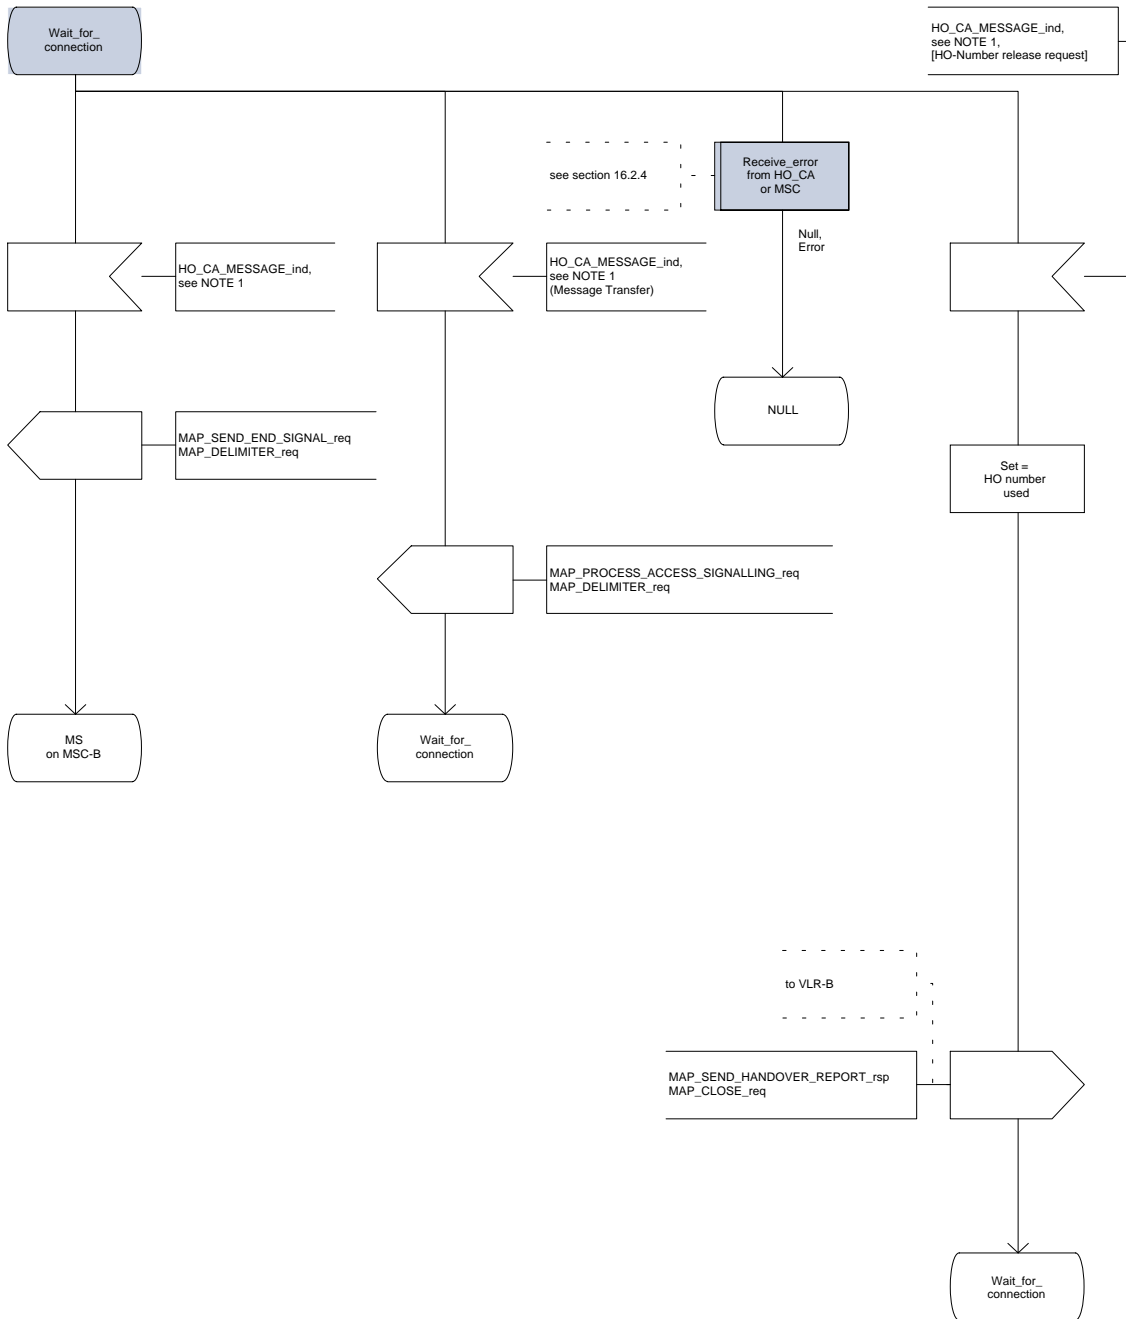 Wait_for_
connection
HO_CA_MESSAGE_ind,
see NOTE 1,
[HO-Number release request]
see section 16.2.4
Receive_error
from HO_CA
or MSC
Null,
Error
HO_CA_MESSAGE_ind,
see NOTE 1
HO_CA_MESSAGE_ind,
see NOTE 1
(Message Transfer)
NULL
MAP_SEND_END_SIGNAL_req
MAP_DELIMITER_req
Set =
HO number
used
MAP_PROCESS_ACCESS_SIGNALLING_req
MAP_DELIMITER_req
MS
on MSC-B
Wait_for_
connection
to VLR-B
MAP_SEND_HANDOVER_REPORT_rsp
MAP_CLOSE_req
Wait_for_
connection